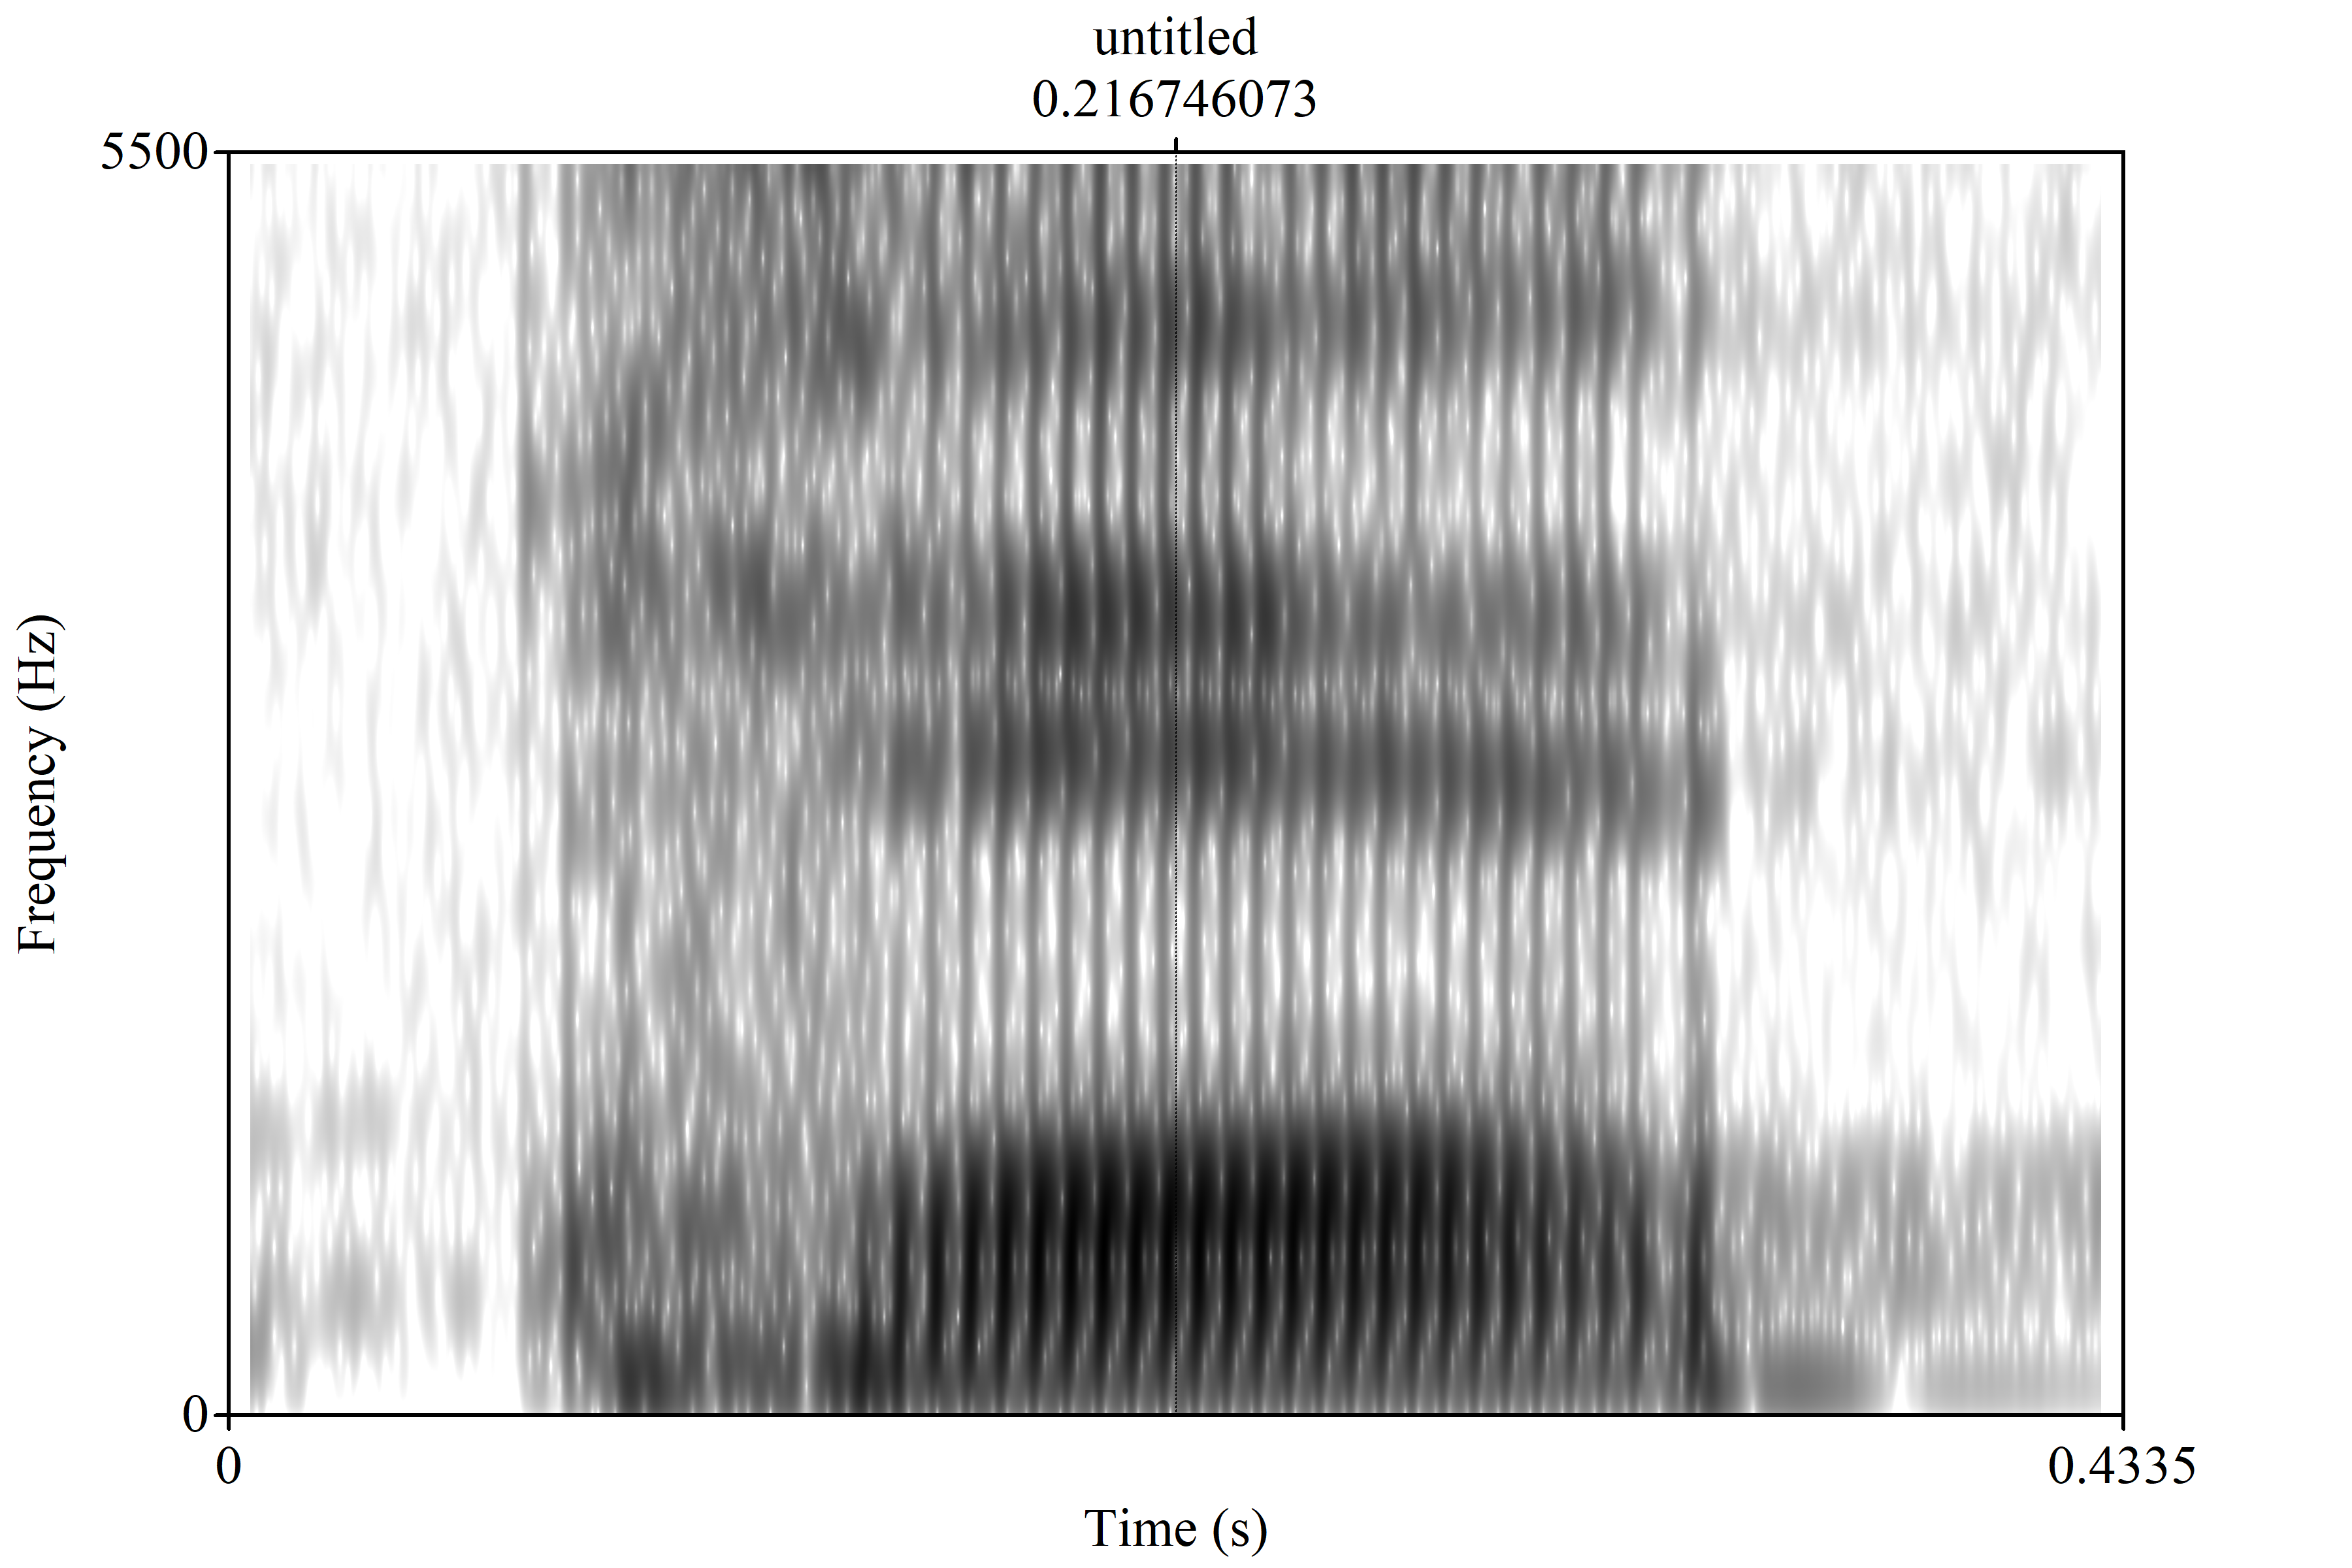 untitled
0.216746073
5500
Frequency (Hz)
0
0
0.4335
Time (s)